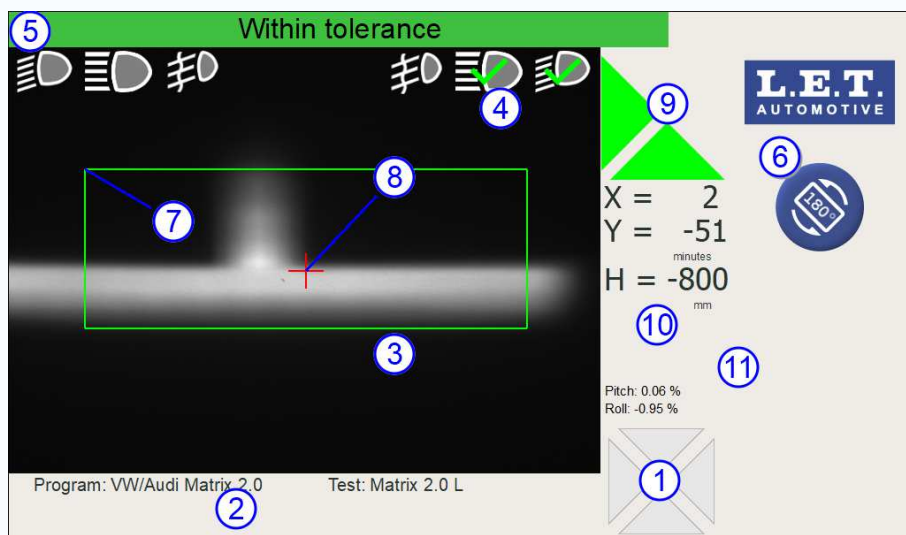 5
Within tolerance
4
9
L.E.T.
AUTOMOTIVE
6
180°
7
8
X = 2
Y = -51
minutes
H = -800
mm
10
3
11
Pitch: 0.06 %
Roll: -0.95 %
1
Program: VW/Audi Matrix 2.0
Test: Matrix 2.0 L
2